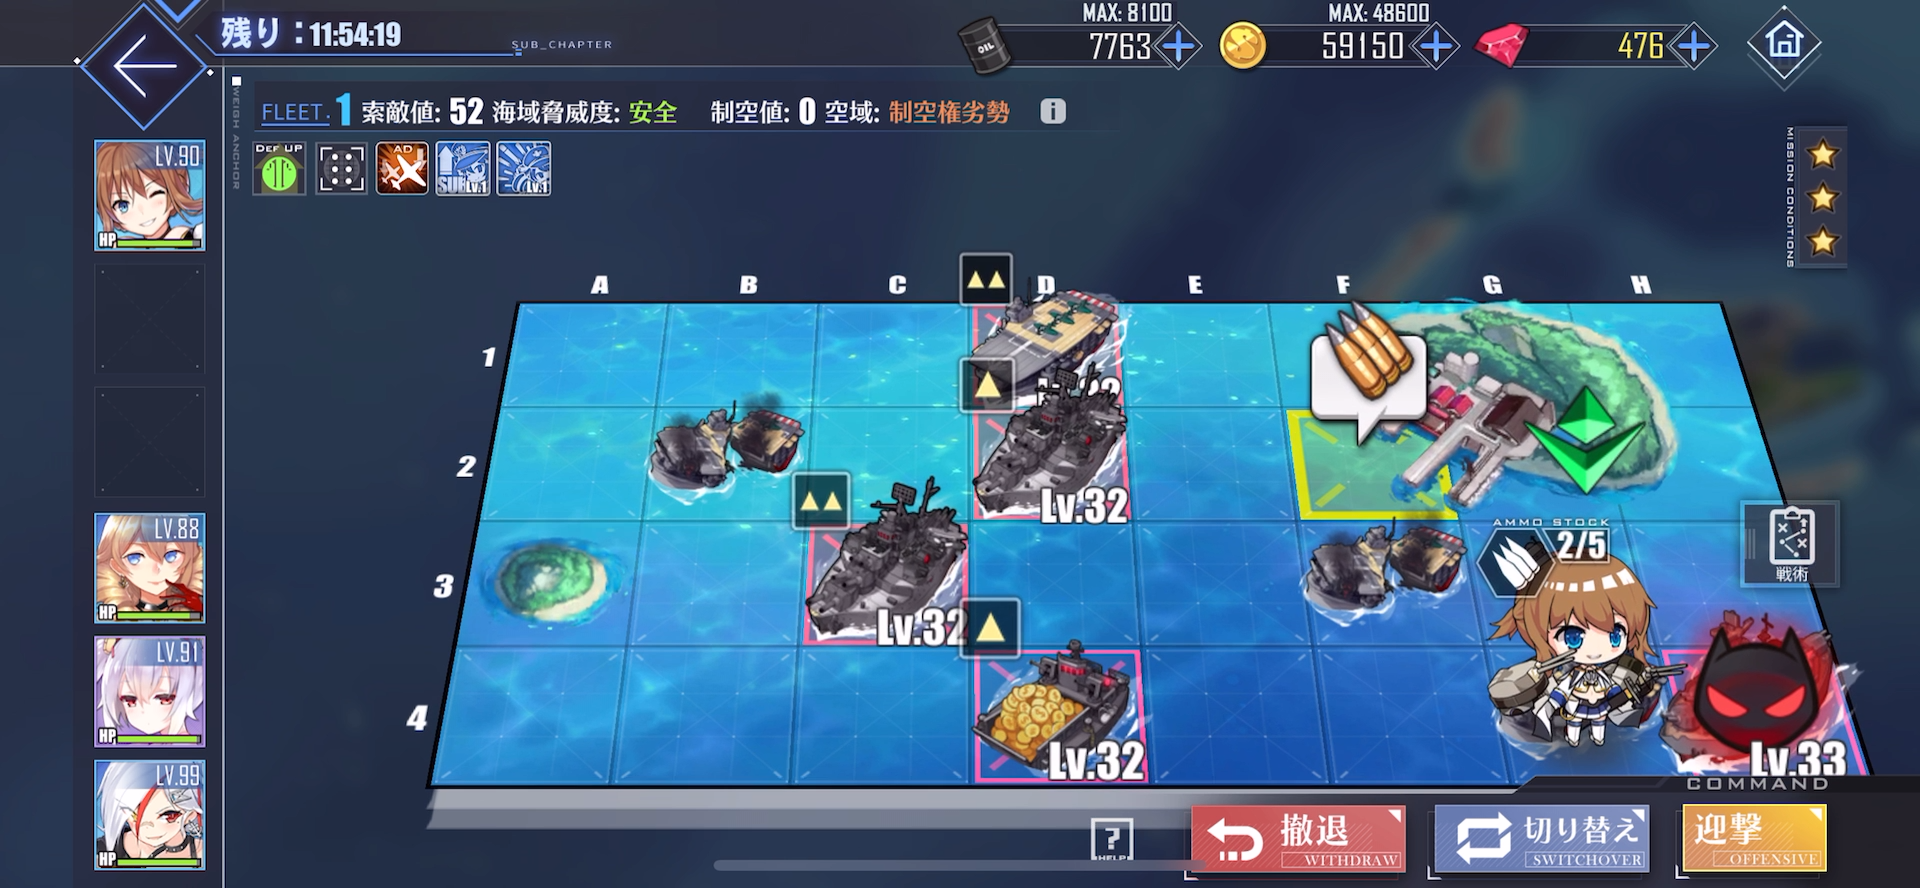 残り：11:54:19
SUB_CHAPTER
MAX: 8100
7763
MAX: 48600
59150
476
OIL
WEIGH ANCHOR
FLEET. 1 索敵値: 52 海域脅威度: 安全 制空値: 0 空域: 制空権劣勢 i
DEF UP
AD
SUB LV.1
LV.1
LV.90
HP
LV.88
HP
LV.91
HP
LV.99
HP
MISSION CONDITIONS
A B C D E F G H
1
2
3
4
Lv.32
Lv.32
Lv.32
AMMO STOCK
2/5
戦術
Lv.33
COMMAND
?
HELP
撤退
WITHDRAW
切り替え
SWITCHOVER
迎撃
OFFENSIVE